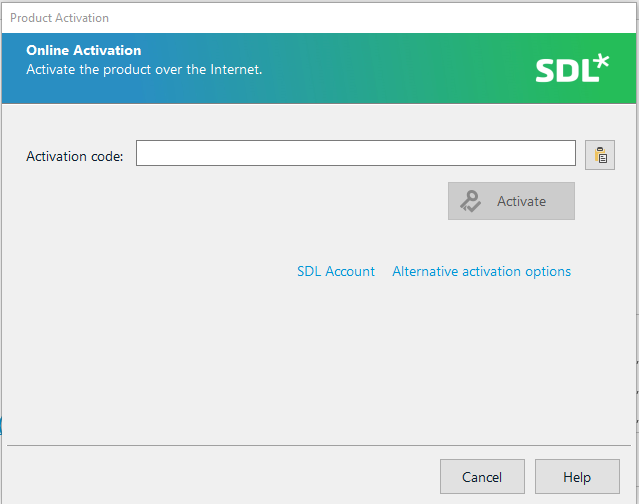 Product Activation
Online Activation
Activate the product over the Internet.
SDL*
Activation code:
Activate
SDL Account
Alternative activation options
Cancel
Help